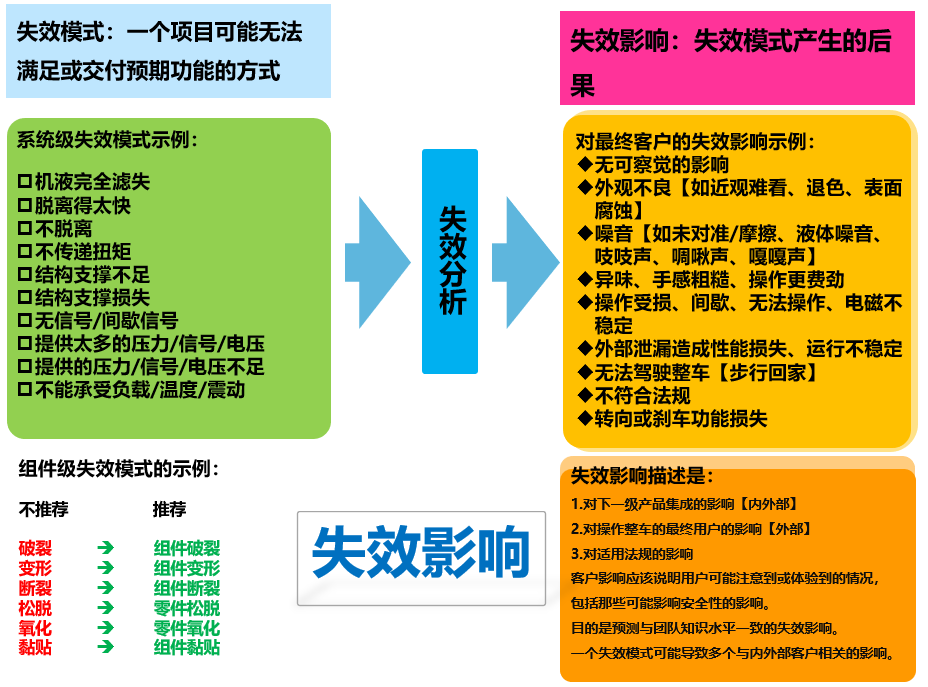 失效模式：一个项目可能无法
满足或交付预期功能的方式
系统级失效模式示例：
机液完全滤失
脱离得太快
不脱离
不传递扭矩
结构支撑不足
结构支撑损失
无信号/间歇信号
提供太多的压力/信号/电压
提供的压力/信号/电压不足
不能承受负载/温度/震动
组件级失效模式的示例：
不推荐 推荐
破裂 → 组件破裂
变形 → 组件变形
断裂 → 组件断裂
松脱 → 零件松脱
氧化 → 零件氧化
黏贴 → 组件黏贴
失效分析
失效影响
失效影响：失效模式产生的后
果
对最终客户的失效影响示例：
◆无可察觉的影响
◆外观不良【如近观难看、退色、表面
腐蚀】
◆噪音【如未对准/摩擦、液体噪音、
吱吱声、啁啾声、嘎嘎声】
◆异味、手感粗糙、操作更费劲
◆操作受损、间歇、无法操作、电磁不
稳定
◆外部泄漏造成性能损失、运行不稳定
◆无法驾驶整车【步行回家】
◆不符合法规
◆转向或刹车功能损失
失效影响描述是：
1.对下一级产品集成的影响【内外部】
2.对操作整车的最终用户的影响【外部】
3.对适用法规的影响
客户影响应该说明用户可能注意到或体验到的情况，
包括那些可能影响安全性的影响。
目的是预测与团队知识水平一致的失效影响。
一个失效模式可能导致多个与内外部客户相关的影响。